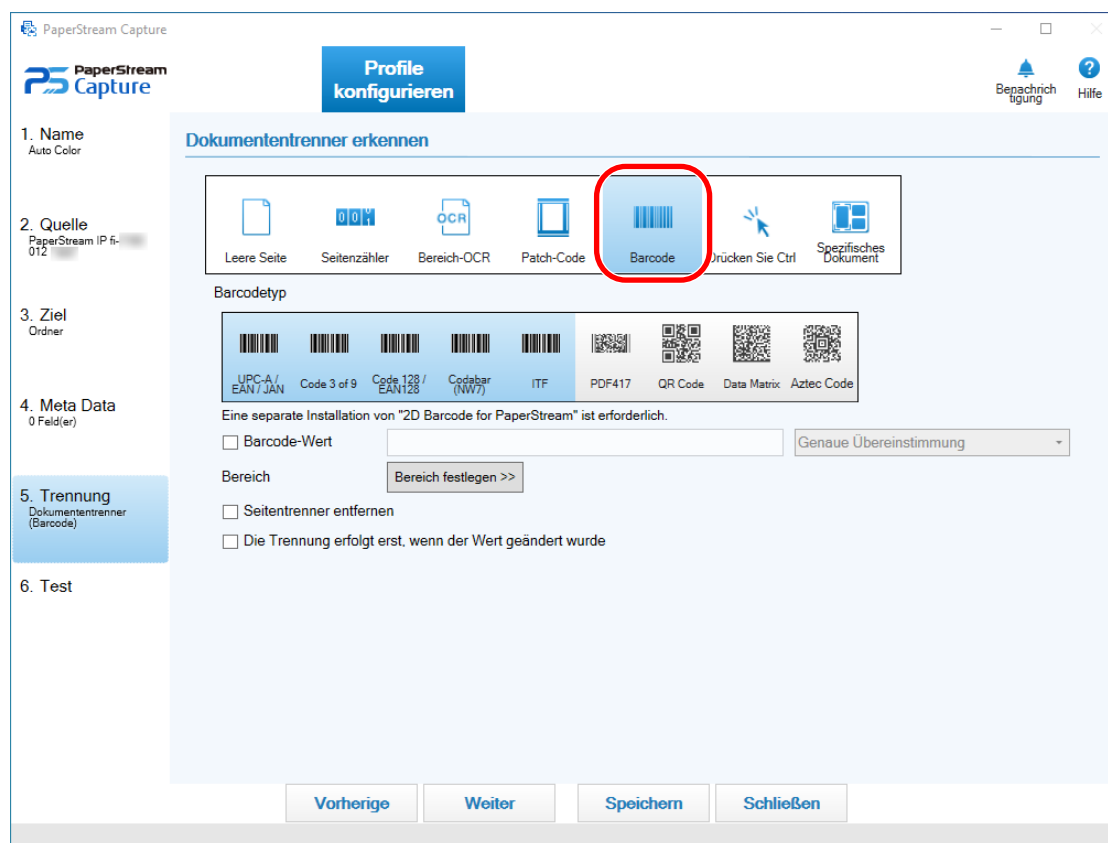 PaperStream Capture
PaperStream
Capture
Profile
konfigurieren
Benachrich
tigung
Hilfe
1. Name
Auto Color
2. Quelle
PaperStream IP fi-
012
3. Ziel
Ordner
4. Meta Data
0 Feld(er)
5. Trennung
Dokumententrenner
(Barcode)
6. Test
Dokumententrenner erkennen
Leere Seite
Seitenzähler
OCR
Bereich-OCR
Patch-Code
Barcode
Drücken Sie Ctrl
Spezifisches
Dokument
Barcodetyp
UPC-A /
EAN / JAN
Code 3 of 9
Code 128 /
EAN128
Codabar
(NW7)
ITF
PDF417
QR Code
Data Matrix
Aztec Code
Eine separate Installation von "2D Barcode for PaperStream" ist erforderlich.
Barcode-Wert
Genaue Übereinstimmung
Bereich
Bereich festlegen >>
Seitentrenner entfernen
Die Trennung erfolgt erst, wenn der Wert geändert wurde
Vorherige
Weiter
Speichern
Schließen